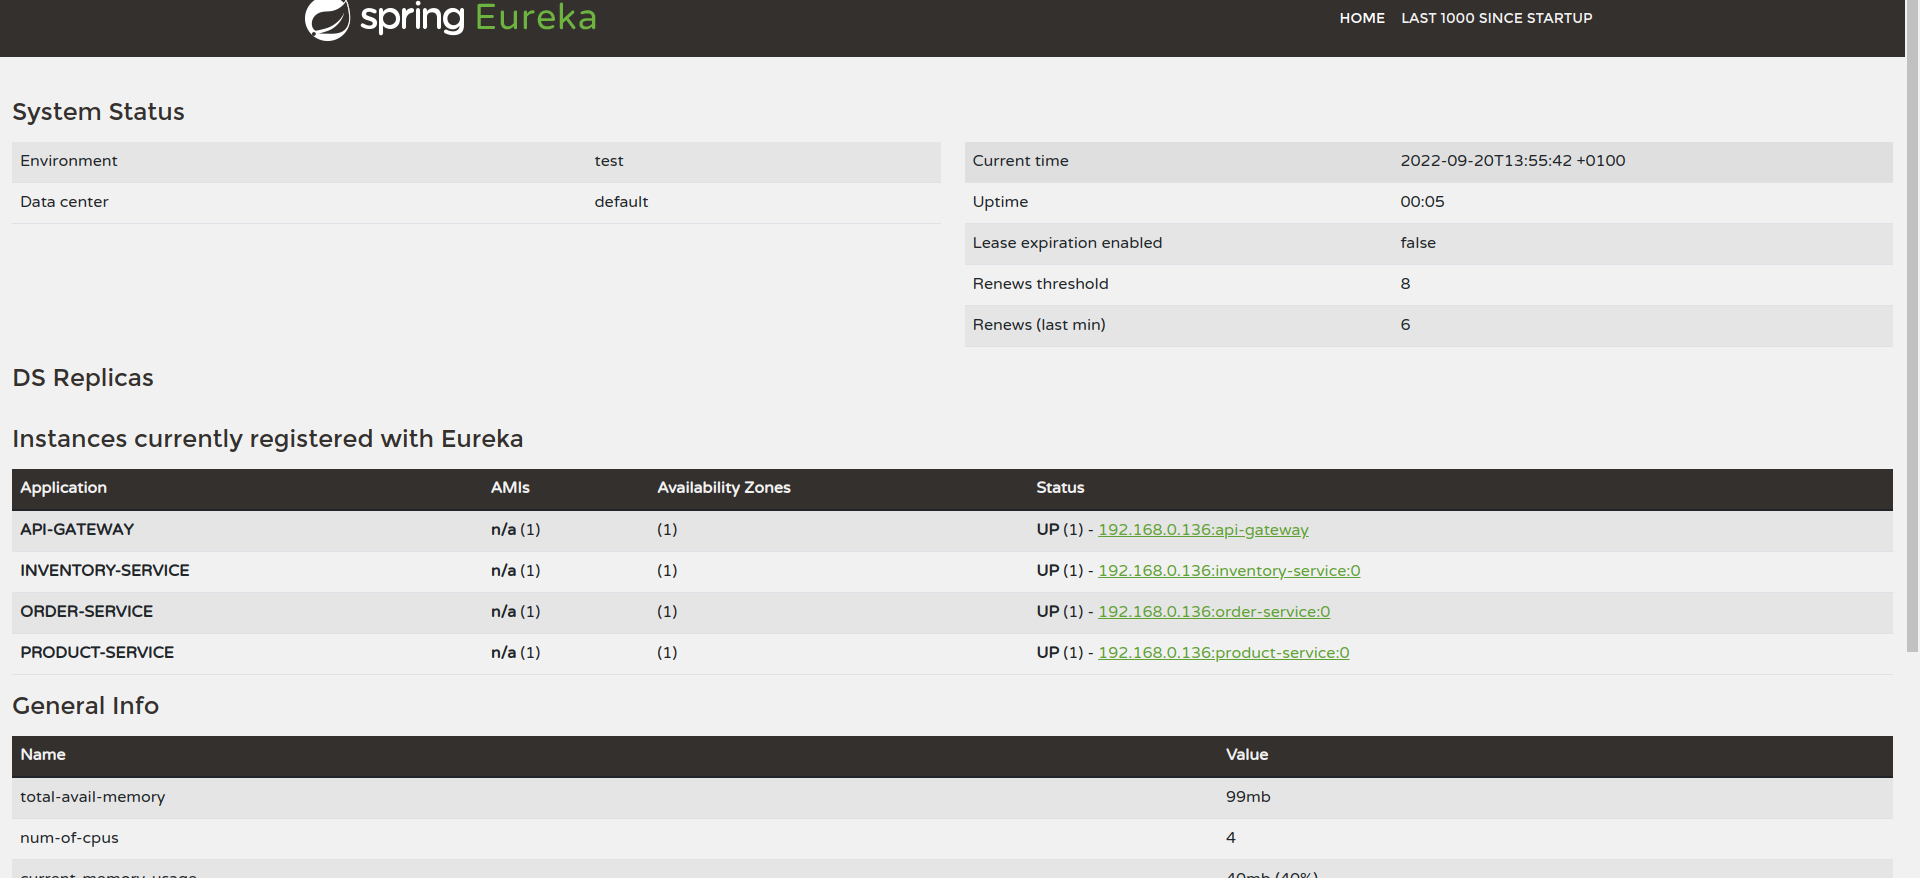 spring Eureka
HOME LAST 1000 SINCE STARTUP
System Status
Environment test
Data center default
Current time 2022-09-20T13:55:42 +0100
Uptime 00:05
Lease expiration enabled false
Renews threshold 8
Renews (last min) 6
DS Replicas
Instances currently registered with Eureka
Application AMIs Availability Zones Status
API-GATEWAY n/a (1) (1) UP (1) - 192.168.0.136:api-gateway
INVENTORY-SERVICE n/a (1) (1) UP (1) - 192.168.0.136:inventory-service:0
ORDER-SERVICE n/a (1) (1) UP (1) - 192.168.0.136:order-service:0
PRODUCT-SERVICE n/a (1) (1) UP (1) - 192.168.0.136:product-service:0
General Info
Name Value
total-avail-memory 99mb
num-of-cpus 4
current-memory-usage 40mb (40%)